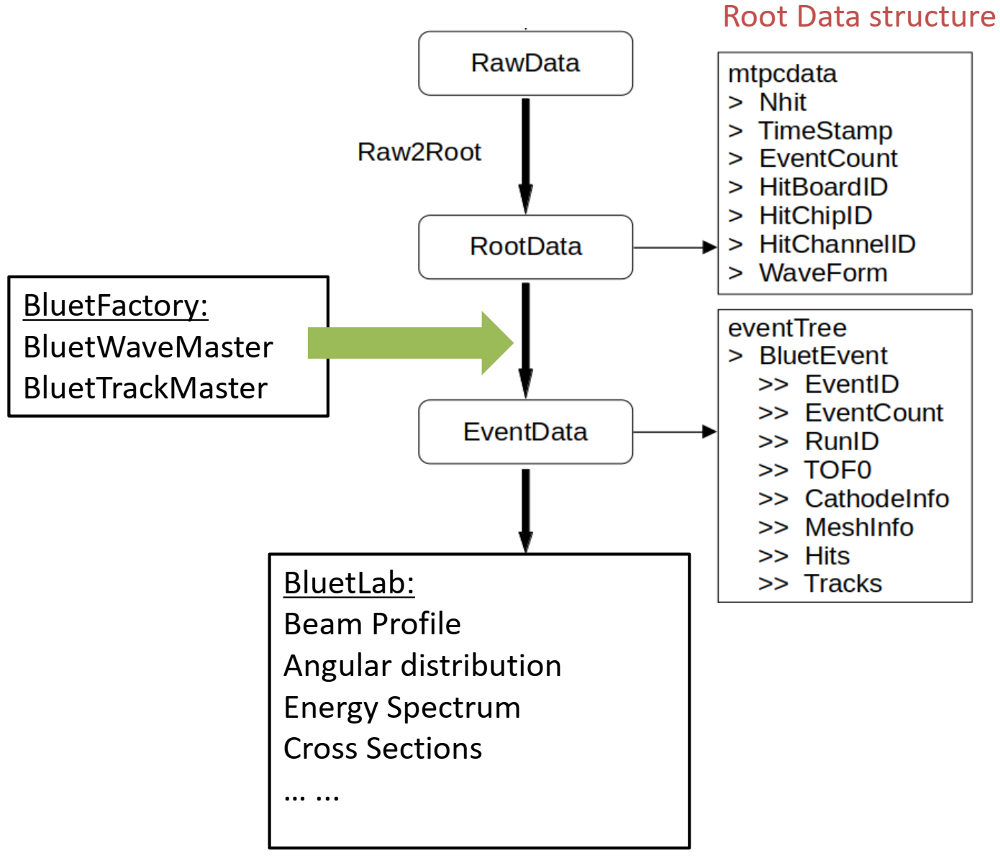 Root Data structure
RawData
Raw2Root
RootData
mtpcdata
> Nhit
> TimeStamp
> EventCount
> HitBoardID
> HitChipID
> HitChannelID
> WaveForm
BluetFactory:
BluetWaveMaster
BluetTrackMaster
EventData
eventTree
> BluetEvent
>> EventID
>> EventCount
>> RunID
>> TOF0
>> CathodeInfo
>> MeshInfo
>> Hits
>> Tracks
BluetLab:
Beam Profile
Angular distribution
Energy Spectrum
Cross Sections
... ...